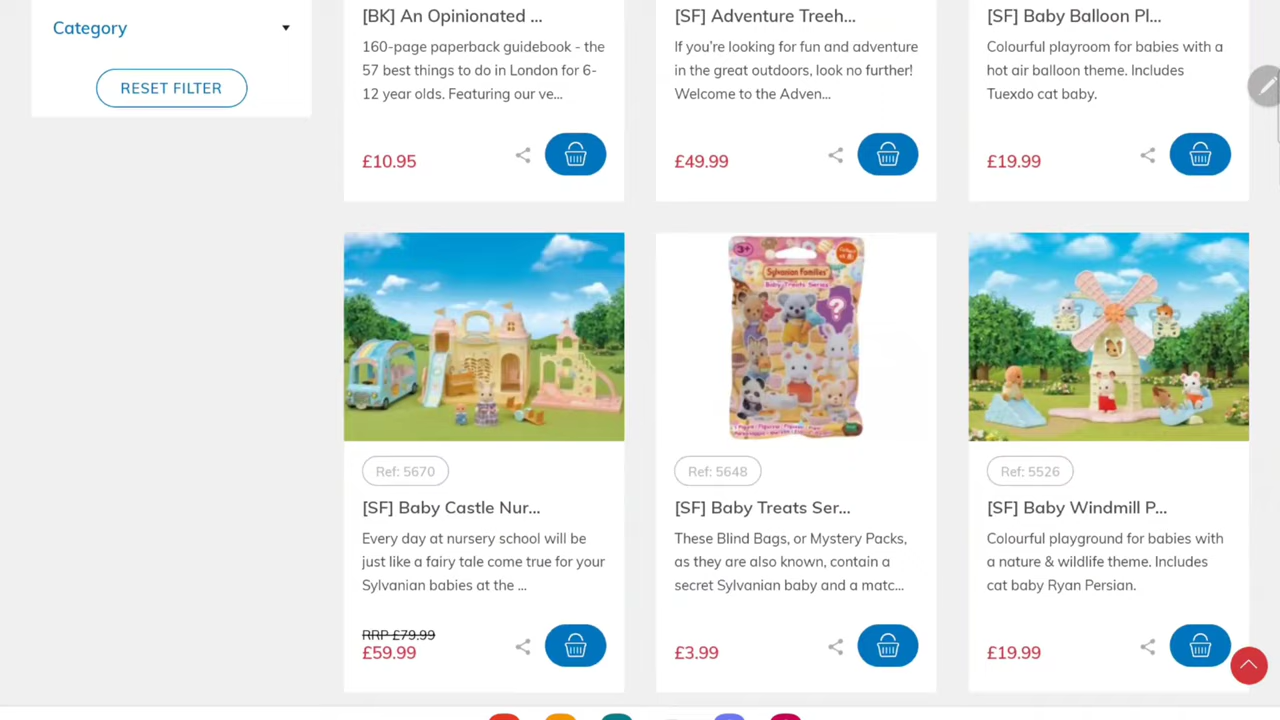 Category
RESET FILTER
[BK] An Opinionated ...
160-page paperback guidebook - the
57 best things to do in London for 6-
12 year olds. Featuring our ve...
£10.95
[SF] Adventure Treeh...
If you're looking for fun and adventure
in the great outdoors, look no further!
Welcome to the Adven...
£49.99
[SF] Baby Balloon Pl...
Colourful playroom for babies with a
hot air balloon theme. Includes
Tuexdo cat baby.
£19.99
Ref: 5670
[SF] Baby Castle Nur...
Every day at nursery school will be
just like a fairy tale come true for your
Sylvanian babies at the ...
RRP £79.99
£59.99
3+
Sylvanian Families
Baby Treats Series
?
Ref: 5648
[SF] Baby Treats Ser...
These Blind Bags, or Mystery Packs,
as they are also known, contain a
secret Sylvanian baby and a matc...
£3.99
Ref: 5526
[SF] Baby Windmill P...
Colourful playground for babies with
a nature & wildlife theme. Includes
cat baby Ryan Persian.
£19.99